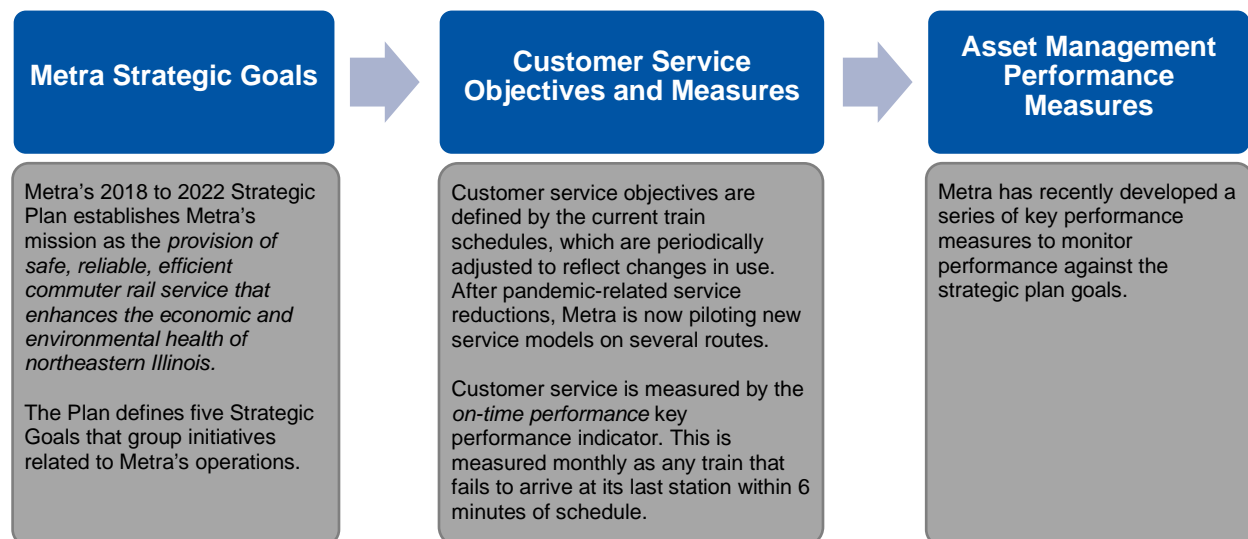 Metra Strategic Goals
Metra's 2018 to 2022 Strategic
Plan establishes Metra's
mission as the provision of
safe, reliable, efficient
commuter rail service that
enhances the economic and
environmental health of
northeastern Illinois.
The Plan defines five Strategic
Goals that group initiatives
related to Metra's operations.
Customer Service
Objectives and Measures
Customer service objectives are
defined by the current train
schedules, which are periodically
adjusted to reflect changes in use.
After pandemic-related service
reductions, Metra is now piloting new
service models on several routes.
Customer service is measured by the
on-time performance key
performance indicator. This is
measured monthly as any train that
fails to arrive at its last station within 6
minutes of schedule.
Asset Management
Performance
Measures
Metra has recently developed a
series of key performance
measures to monitor
performance against the
strategic plan goals.